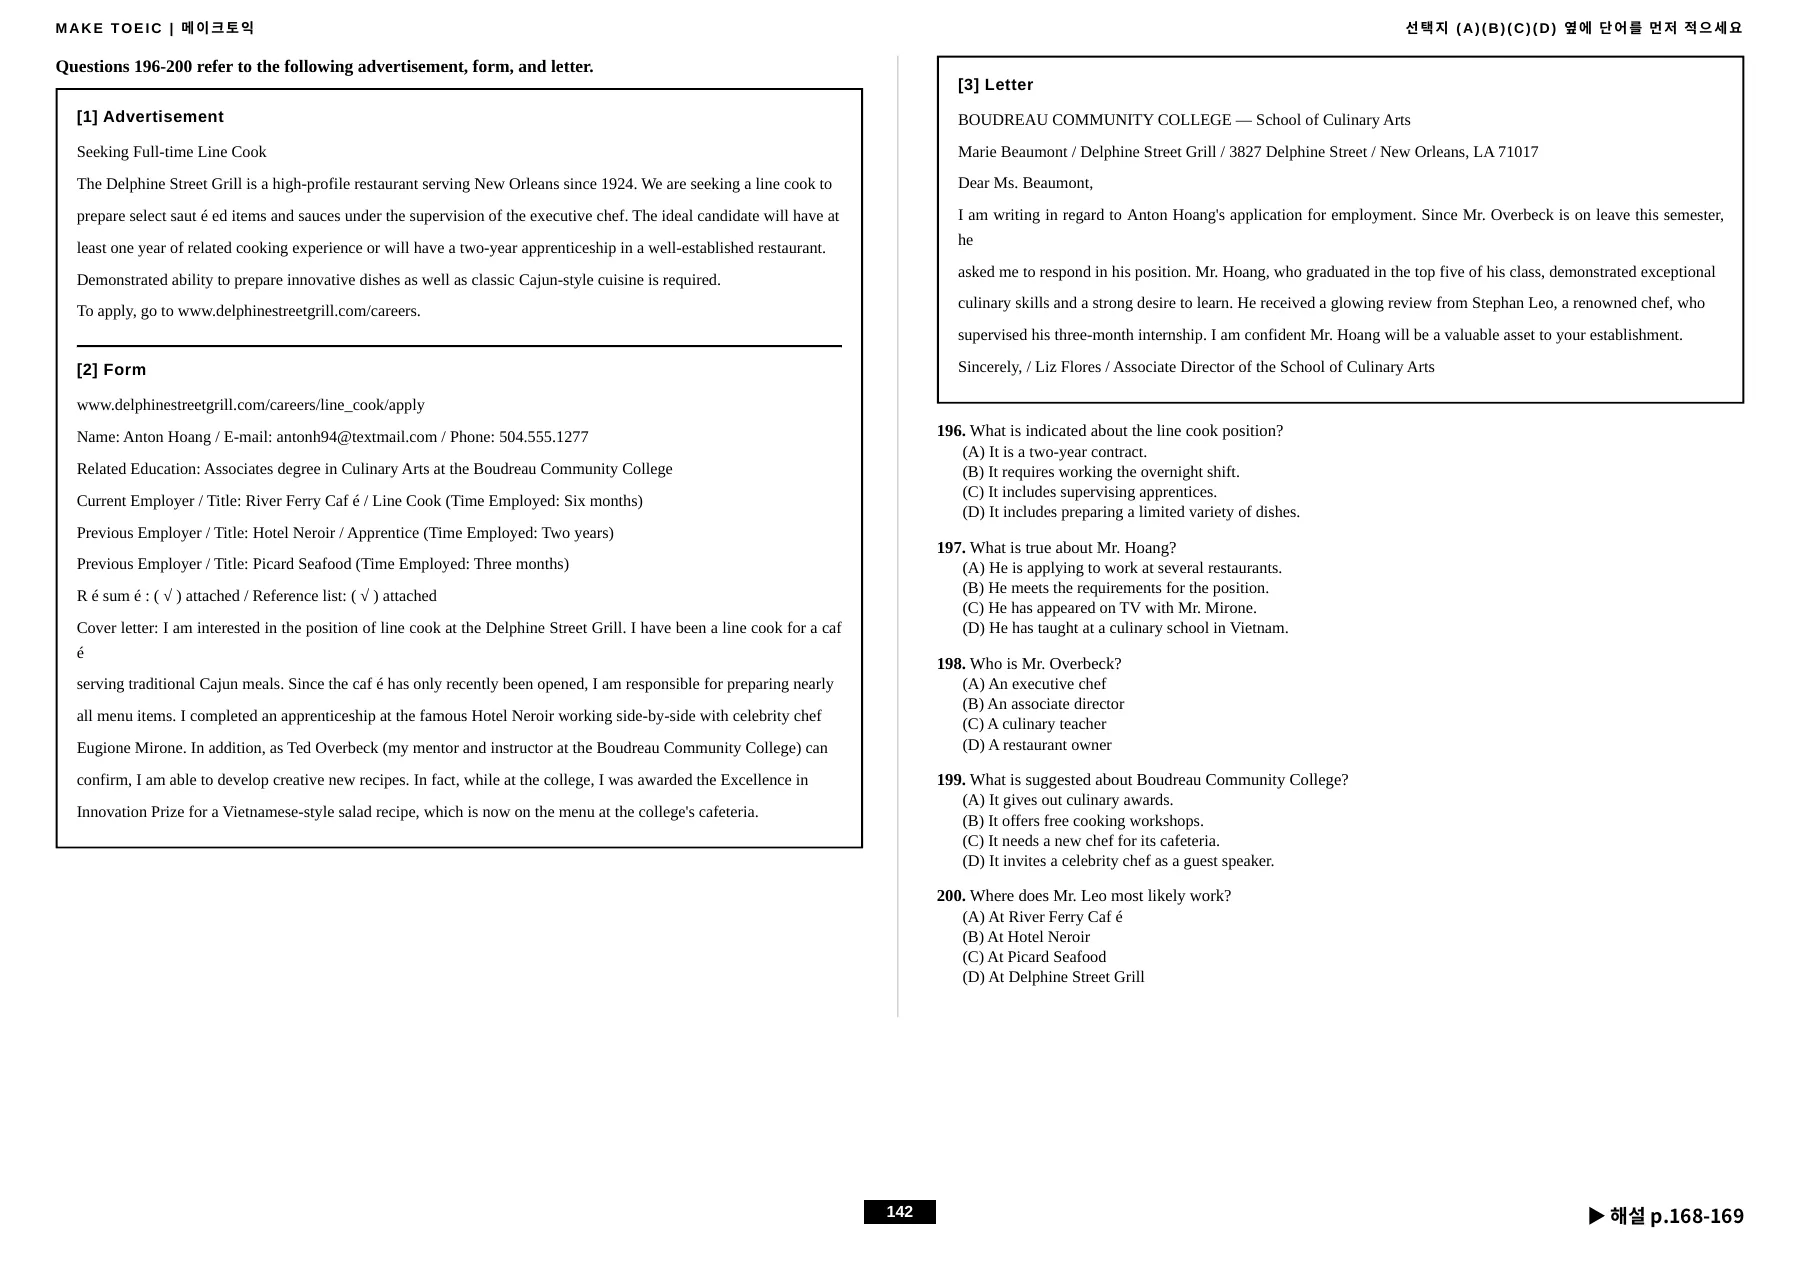 MAKE TOEIC | 메이크토익
선택지 (A)(B)(C)(D) 옆에 단어를 먼저 적으세요
Questions 196-200 refer to the following advertisement, form, and letter.
[1] Advertisement
Seeking Full-time Line Cook
The Delphine Street Grill is a high-profile restaurant serving New Orleans since 1924. We are seeking a line cook to
prepare select saut é ed items and sauces under the supervision of the executive chef. The ideal candidate will have at
least one year of related cooking experience or will have a two-year apprenticeship in a well-established restaurant.
Demonstrated ability to prepare innovative dishes as well as classic Cajun-style cuisine is required.
To apply, go to www.delphinestreetgrill.com/careers.
[2] Form
www.delphinestreetgrill.com/careers/line_cook/apply
Name: Anton Hoang / E-mail: antonh94@textmail.com / Phone: 504.555.1277
Related Education: Associates degree in Culinary Arts at the Boudreau Community College
Current Employer / Title: River Ferry Caf é / Line Cook (Time Employed: Six months)
Previous Employer / Title: Hotel Neroir / Apprentice (Time Employed: Two years)
Previous Employer / Title: Picard Seafood (Time Employed: Three months)
R é sum é : ( √ ) attached / Reference list: ( √ ) attached
Cover letter: I am interested in the position of line cook at the Delphine Street Grill. I have been a line cook for a caf
é
serving traditional Cajun meals. Since the caf é has only recently been opened, I am responsible for preparing nearly
all menu items. I completed an apprenticeship at the famous Hotel Neroir working side-by-side with celebrity chef
Eugione Mirone. In addition, as Ted Overbeck (my mentor and instructor at the Boudreau Community College) can
confirm, I am able to develop creative new recipes. In fact, while at the college, I was awarded the Excellence in
Innovation Prize for a Vietnamese-style salad recipe, which is now on the menu at the college's cafeteria.
[3] Letter
BOUDREAU COMMUNITY COLLEGE — School of Culinary Arts
Marie Beaumont / Delphine Street Grill / 3827 Delphine Street / New Orleans, LA 71017
Dear Ms. Beaumont,
I am writing in regard to Anton Hoang's application for employment. Since Mr. Overbeck is on leave this semester,
he
asked me to respond in his position. Mr. Hoang, who graduated in the top five of his class, demonstrated exceptional
culinary skills and a strong desire to learn. He received a glowing review from Stephan Leo, a renowned chef, who
supervised his three-month internship. I am confident Mr. Hoang will be a valuable asset to your establishment.
Sincerely, / Liz Flores / Associate Director of the School of Culinary Arts
196. What is indicated about the line cook position?
(A) It is a two-year contract.
(B) It requires working the overnight shift.
(C) It includes supervising apprentices.
(D) It includes preparing a limited variety of dishes.
197. What is true about Mr. Hoang?
(A) He is applying to work at several restaurants.
(B) He meets the requirements for the position.
(C) He has appeared on TV with Mr. Mirone.
(D) He has taught at a culinary school in Vietnam.
198. Who is Mr. Overbeck?
(A) An executive chef
(B) An associate director
(C) A culinary teacher
(D) A restaurant owner
199. What is suggested about Boudreau Community College?
(A) It gives out culinary awards.
(B) It offers free cooking workshops.
(C) It needs a new chef for its cafeteria.
(D) It invites a celebrity chef as a guest speaker.
200. Where does Mr. Leo most likely work?
(A) At River Ferry Caf é
(B) At Hotel Neroir
(C) At Picard Seafood
(D) At Delphine Street Grill
142
▶ 해설 p.168-169